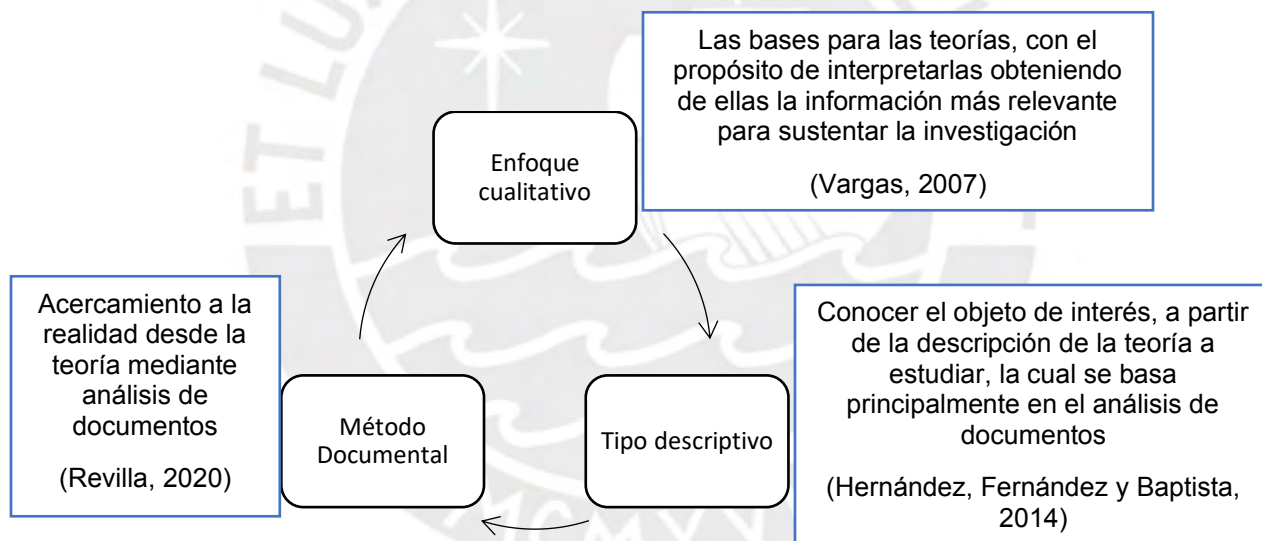 Las bases para las teorías, con el
propósito de interpretarlas obteniendo
de ellas la información más relevante
para sustentar la investigación
(Vargas, 2007)
Enfoque
cualitativo
Acercamiento a la
realidad desde la
teoría mediante
análisis de
documentos
(Revilla, 2020)
Método
Documental
Tipo descriptivo
Conocer el objeto de interés, a partir
de la descripción de la teoría a
estudiar, la cual se basa
principalmente en el análisis de
documentos
(Hernández, Fernández y Baptista,
2014)
ET LU